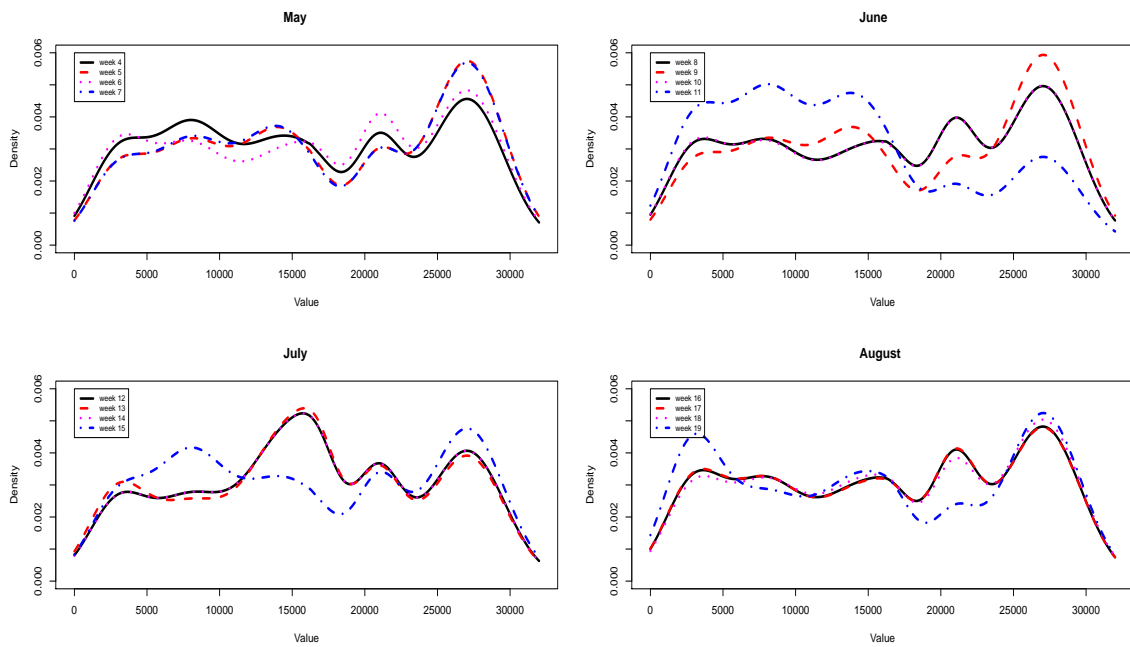 May
week 4
week 5
week 6
week 7
Density
0.000
0.002
0.004
0.006
0
5000
10000
15000
20000
25000
30000
Value
June
week 8
week 9
week 10
week 11
Density
0.000
0.002
0.004
0.006
0
5000
10000
15000
20000
25000
30000
Value
July
week 12
week 13
week 14
week 15
Density
0.000
0.002
0.004
0.006
0
5000
10000
15000
20000
25000
30000
Value
August
week 16
week 17
week 18
week 19
Density
0.000
0.002
0.004
0.006
0
5000
10000
15000
20000
25000
30000
Value